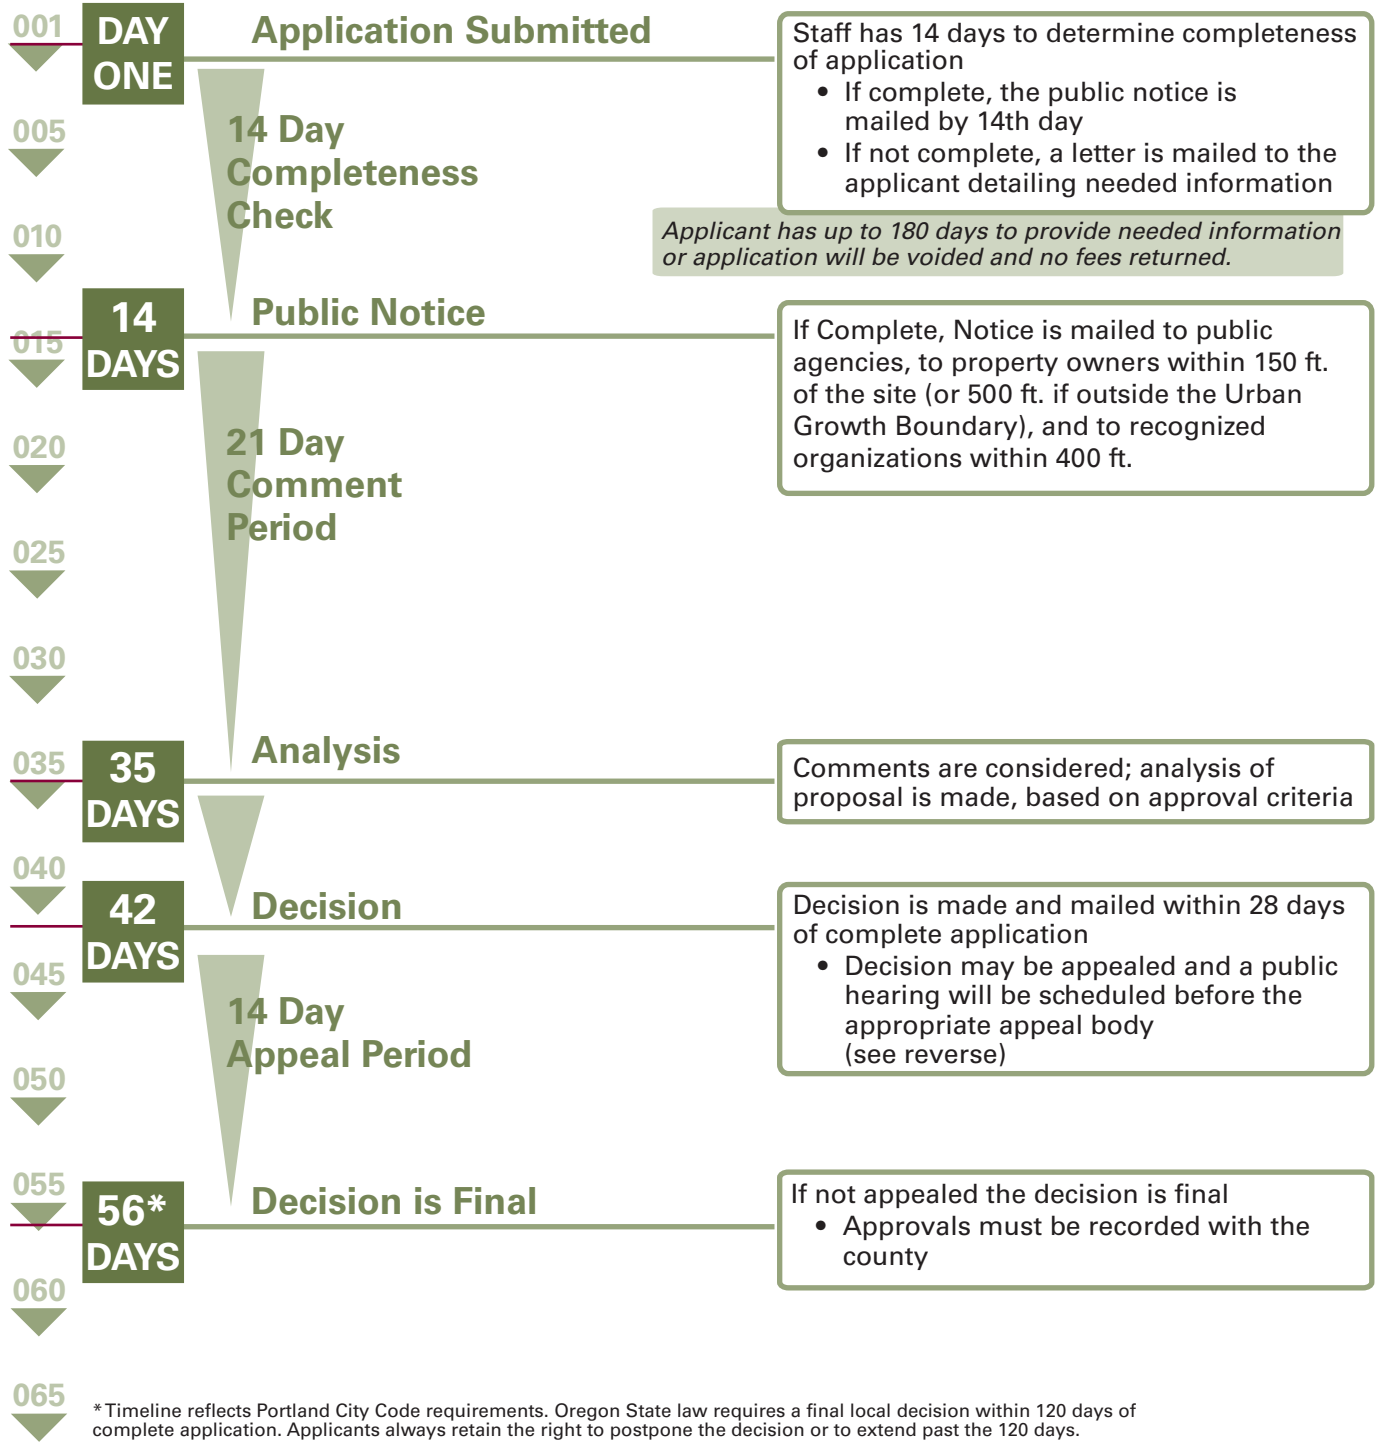 001
DAY
ONE
Application Submitted
Staff has 14 days to determine completeness
of application
• If complete, the public notice is
mailed by 14th day
• If not complete, a letter is mailed to the
applicant detailing needed information
005
14 Day
Completeness
Check
010
Applicant has up to 180 days to provide needed information
or application will be voided and no fees returned.
015
14
DAYS
Public Notice
If Complete, Notice is mailed to public
agencies, to property owners within 150 ft.
of the site (or 500 ft. if outside the Urban
Growth Boundary), and to recognized
organizations within 400 ft.
020
21 Day
Comment
Period
025
030
035
35
DAYS
Analysis
Comments are considered; analysis of
proposal is made, based on approval criteria
040
42
DAYS
Decision
Decision is made and mailed within 28 days
of complete application
• Decision may be appealed and a public
hearing will be scheduled before the
appropriate appeal body
(see reverse)
045
14 Day
Appeal Period
050
055
56*
DAYS
Decision is Final
If not appealed the decision is final
• Approvals must be recorded with the
county
060
065
* Timeline reflects Portland City Code requirements. Oregon State law requires a final local decision within 120 days of
complete application. Applicants always retain the right to postpone the decision or to extend past the 120 days.